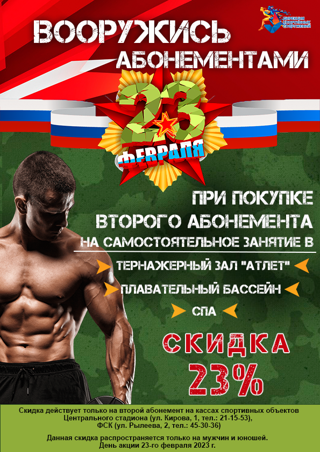 ВООРУЖИСЬ
АБОНЕМЕНТАМИ
23
ФЕВРАЛЯ
ПРИ ПОКУПКЕ
ВТОРОГО АБОНЕМЕНТА
НА САМОСТОЯТЕЛЬНОЕ ЗАНЯТИЕ В
ТЕРНАЖЕРНЫЙ ЗАЛ "АТЛЕТ"
ПЛАВАТЕЛЬНЫЙ БАССЕЙН
СПА
СКИДКА
23%
Скидка действует только на второй абонемент на кассах спортивных объектов
Центрального стадиона (ул. Кирова, 1, тел.: 21-15-53),
ФСК (ул. Рылеева, 2, тел.: 45-30-36)
Данная скидка распространяется только на мужчин и юношей.
День акции 23-го февраля 2023 г.